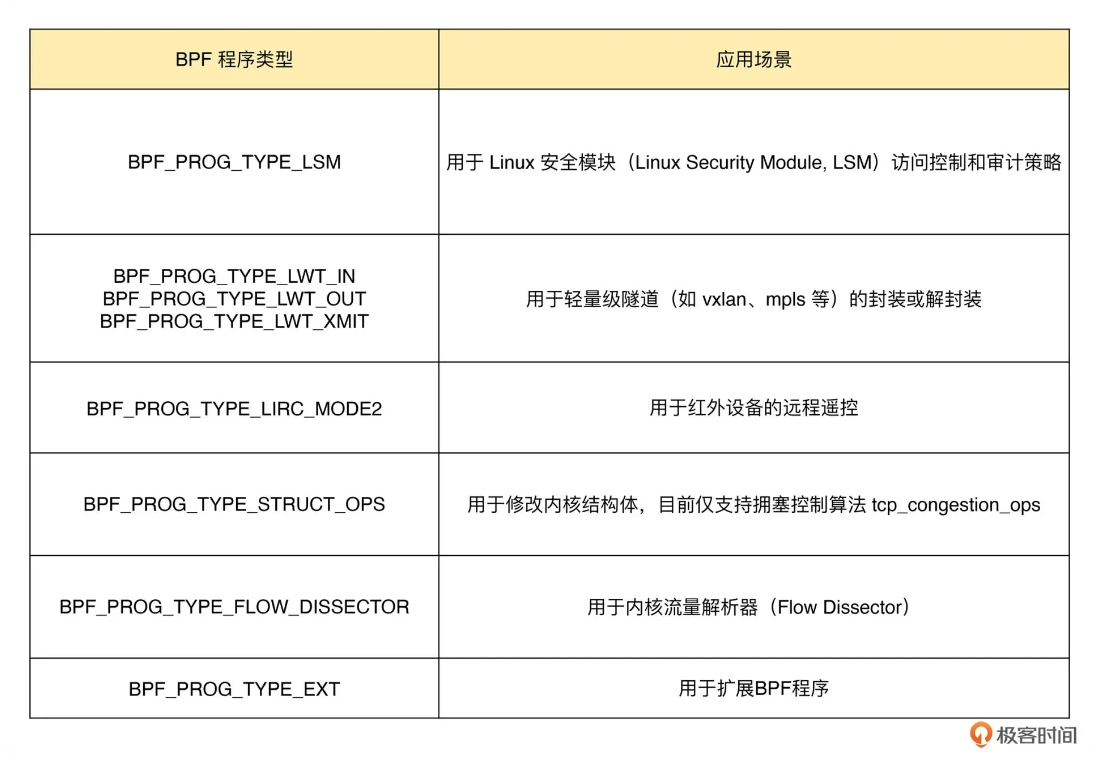 BPF 程序类型
应用场景
BPF_PROG_TYPE_LSM
用于 Linux 安全模块（Linux Security Module, LSM）访问控制和审计策略
BPF_PROG_TYPE_LWT_IN
BPF_PROG_TYPE_LWT_OUT
BPF_PROG_TYPE_LWT_XMIT
用于轻量级隧道（如 vxlan、mpls 等）的封装或解封装
BPF_PROG_TYPE_LIRC_MODE2
用于红外设备的远程遥控
BPF_PROG_TYPE_STRUCT_OPS
用于修改内核结构体，目前仅支持拥塞控制算法 tcp_congestion_ops
BPF_PROG_TYPE_FLOW_DISSECTOR
用于内核流量解析器（Flow Dissector）
BPF_PROG_TYPE_EXT
用于扩展BPF程序
极客时间